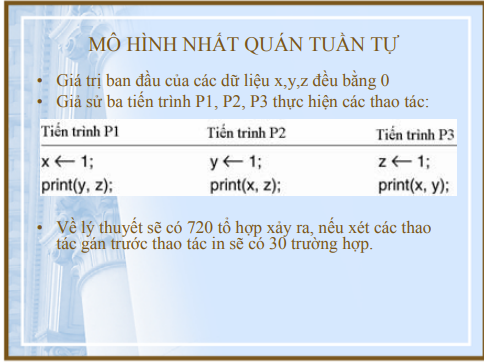 MÔ HÌNH NHẤT QUÁN TUẦN TỰ
• Giá trị ban đầu của các dữ liệu x,y,z đều bằng 0
• Giả sử ba tiến trình P1, P2, P3 thực hiện các thao tác:
Tiến trình P1 Tiến trình P2 Tiến trình P3
x ← 1; y ← 1; z ← 1;
print(y, z); print(x, z); print(x, y);
• Về lý thuyết sẽ có 720 tổ hợp xảy ra, nếu xét các thao
tác gán trước thao tác in sẽ có 30 trường hợp.